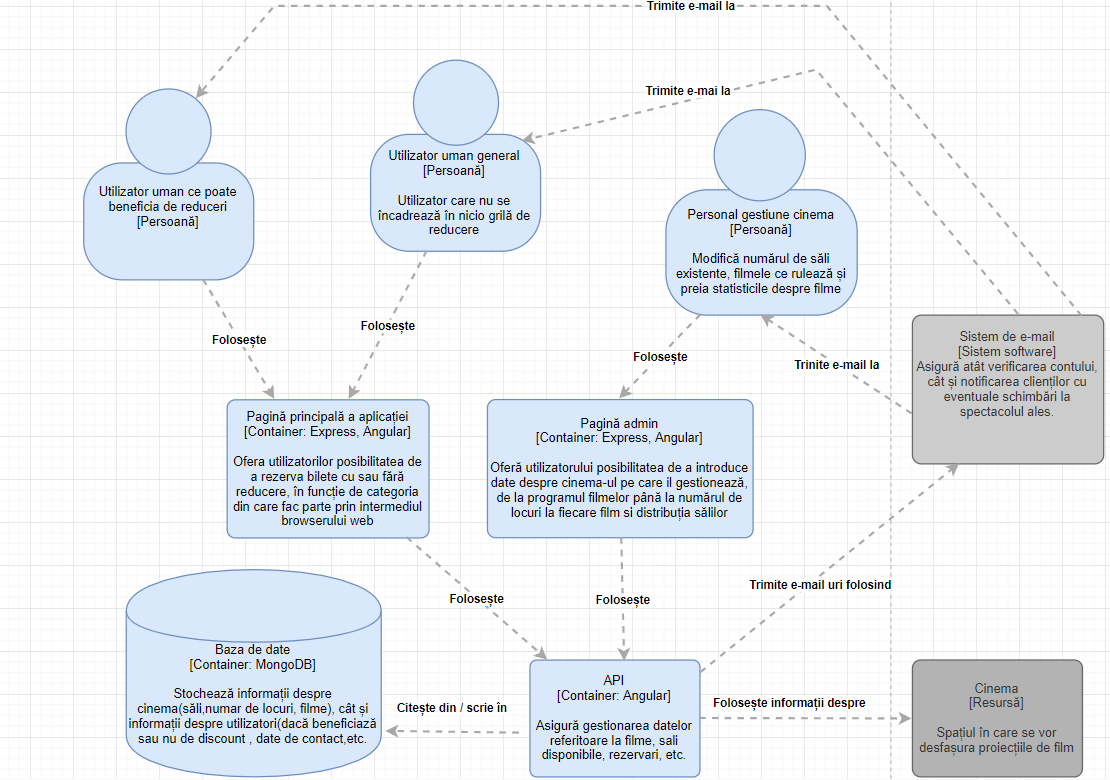 Trimite e-mail la
Trimite e-mai la
Utilizator uman ce poate
beneficia de reduceri
[Persoană]
Utilizator uman general
[Persoană]
Utilizator care nu se
încadrează în nicio grilă de
reducere
Personal gestiune cinema
[Persoană]
Modifică numărul de săli
existente, filmele ce rulează și
preia statisticile despre filme
Folosește
Folosește
Folosește
Trinite e-mail la
Sistem de e-mail
[Sistem software]
Asigură atât verificarea contului,
cât și notificarea clienților cu
eventuale schimbări la
spectacolul ales.
Pagină principală a aplicației
[Container: Express, Angular]
Ofera utilizatorilor posibilitatea de
a rezerva bilete cu sau fără
reducere, în funcție de categoria
din care fac parte prin intermediul
browserului web
Pagină admin
[Container: Express, Angular]
Oferă utilizatorului posibilitatea de a introduce
date despre cinema-ul pe care il gestionează,
de la programul filmelor până la numărul de
locuri la fiecare film si distribuția sălilor
Folosește
Folosește
Trimite e-mail uri folosind
Baza de date
[Container: MongoDB]
Stochează informații despre
cinema(săli,numar de locuri, filme), cât și
informații despre utilizatori(dacă beneficiază
sau nu de discount , date de contact,etc.
Citește din / scrie în
API
[Container: Angular]
Asigură gestionarea datelor
referitoare la filme, sali
disponibile, rezervari, etc.
Folosește informații despre
Cinema
[Resursă]
Spațiul în care se vor
desfașura proiecțiile de film